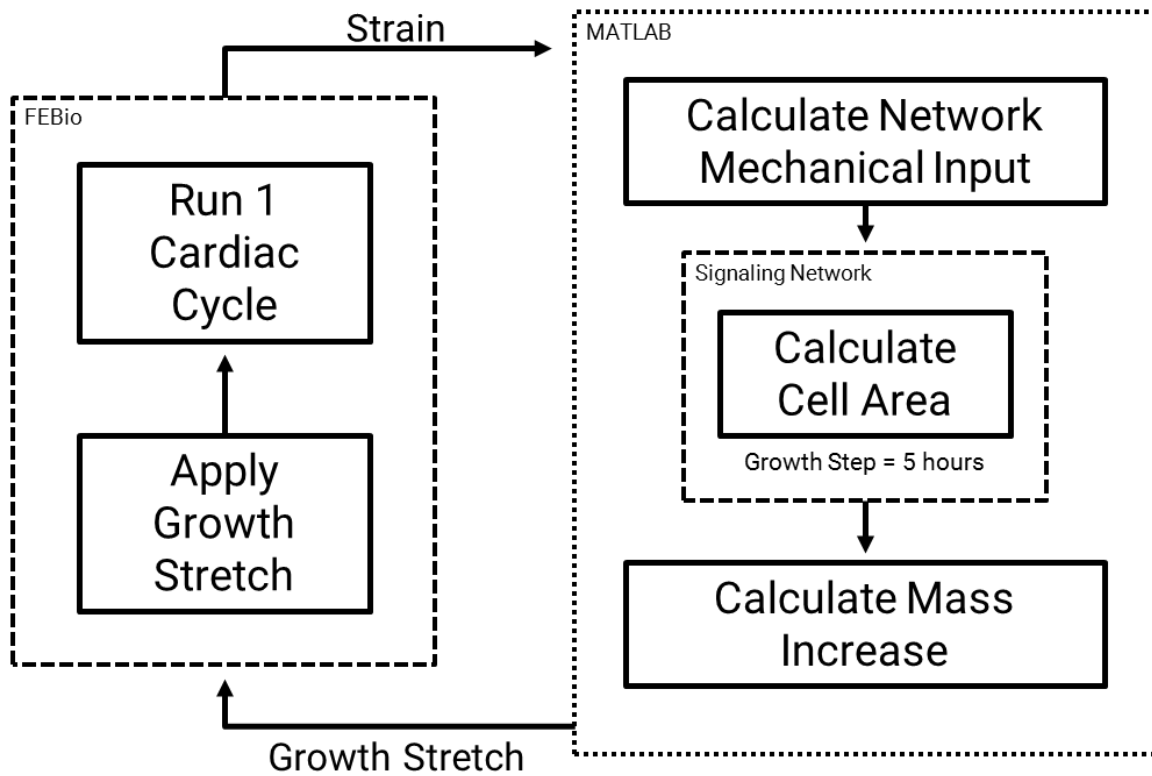 Strain
FEBio
Run 1
Cardiac
Cycle
Apply
Growth
Stretch
Growth Stretch
MATLAB
Calculate Network
Mechanical Input
Signaling Network
Calculate
Cell Area
Growth Step = 5 hours
Calculate Mass
Increase